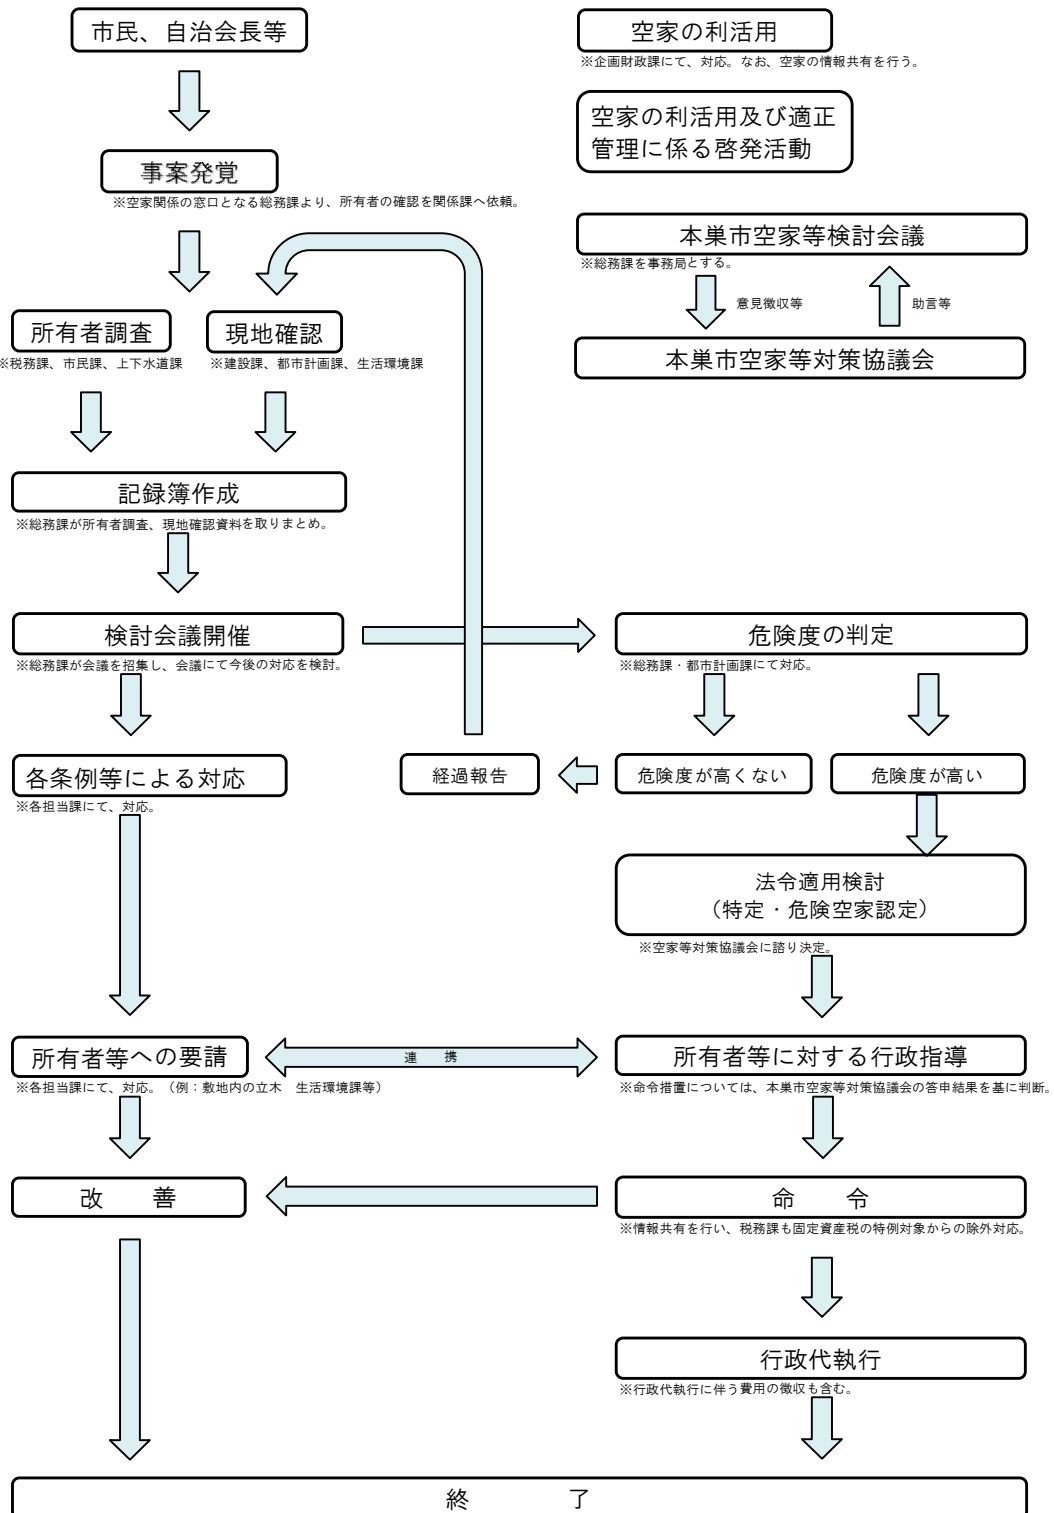 市民、自治会長等
空家の利活用
※企画財政課にて、対応。なお、空家の情報共有を行う。
空家の利活用及び適正
管理に係る啓発活動
事案発覚
※空家関係の窓口となる総務課より、所有者の確認を関係課へ依頼。
本巣市空家等検討会議
※総務課を事務局とする。
意見徴収等
助言等
本巣市空家等対策協議会
所有者調査
※税務課、市民課、上下水道課
現地確認
※建設課、都市計画課、生活環境課
記録簿作成
※総務課が所有者調査、現地確認資料を取りまとめ。
検討会議開催
※総務課が会議を招集し、会議にて今後の対応を検討。
危険度の判定
※総務課・都市計画課にて対応。
各条例等による対応
※各担当課にて、対応。
経過報告
危険度が高くない
危険度が高い
法令適用検討
（特定・危険空家認定）
※空家等対策協議会に諮り決定。
所有者等への要請
※各担当課にて、対応。（例：敷地内の立木　生活環境課等）
連　携
所有者等に対する行政指導
※命令措置については、本巣市空家等対策協議会の答申結果を基に判断。
改　　善
命　　令
※情報共有を行い、税務課も固定資産税の特例対象からの除外対応。
行政代執行
※行政代執行に伴う費用の徴収も含む。
終　　　　了